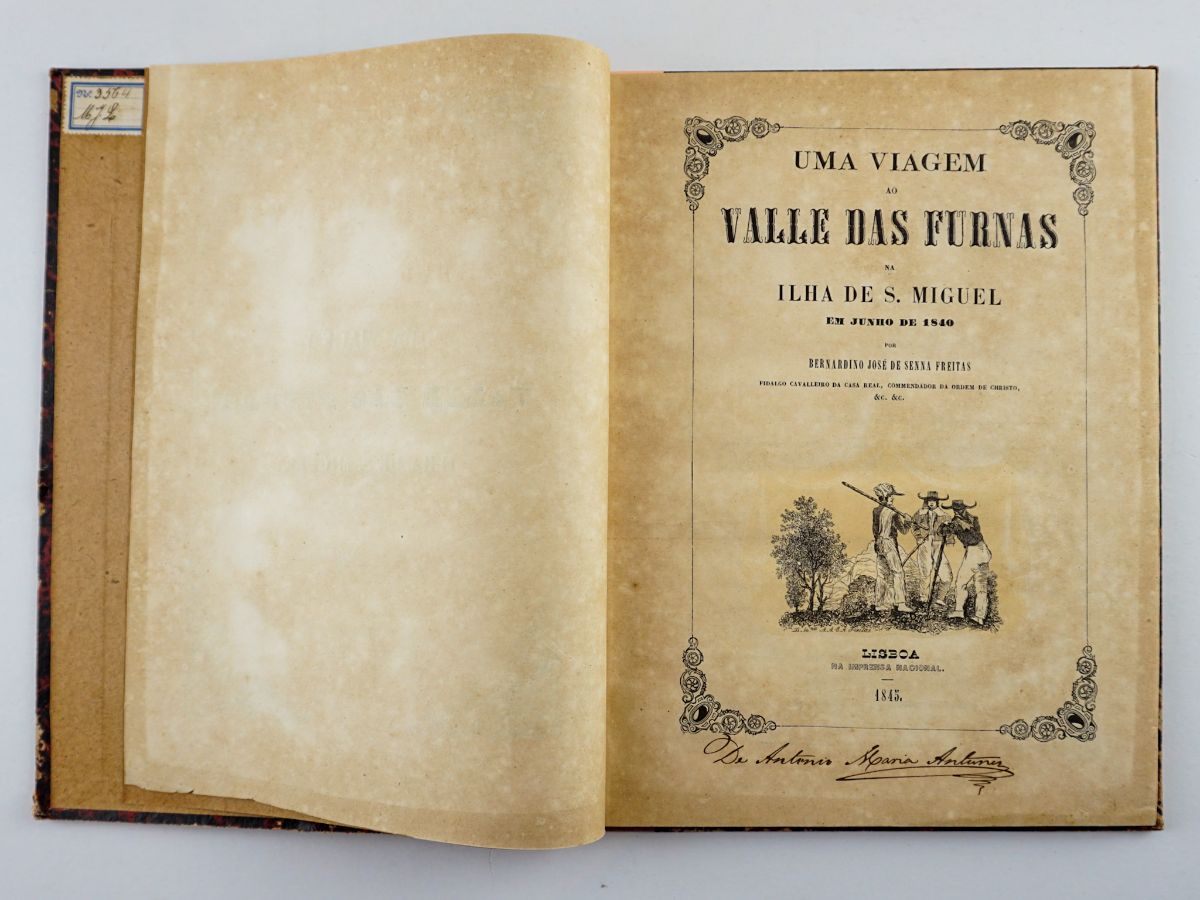 Nº. 3564
UMA VIAGEM
AO
VALLE DAS FURNAS
NA
ILHA DE S. MIGUEL
EM JUNHO DE 1840
POR
BERNARDINO JOSÉ DE SENNA FREITAS
FIDALGO CAVALLEIRO DA CASA REAL, COMMENDADOR DA ORDEM DE CHRISTO,
&C. &C.
LISBOA
NA IMPRENSA NACIONAL.
1845.
De Antonio Maria Antunes